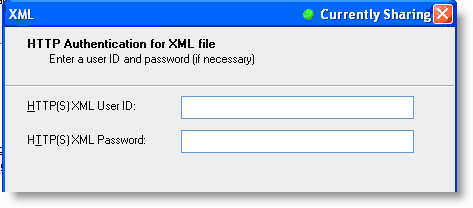 XML Currently Sharing
HTTP Authentication for XML file
Enter a user ID and password (if necessary)
HTTP(S) XML User ID:
HTTP(S) XML Password: